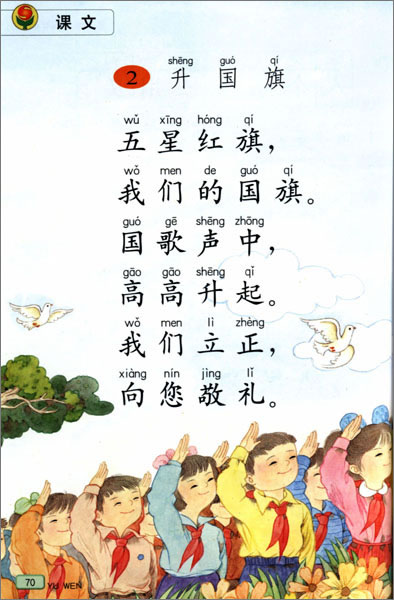 课文
shēng guó qí
2 升国旗
wǔ xīng hóng qí
五星红旗，
wǒ men de guó qí
我们的国旗。
guó gē shēng zhōng
国歌声中，
gāo gāo shēng qǐ
高高升起。
wǒ men lì zhèng
我们立正，
xiàng nín jìng lǐ
向您敬礼。
70
YU WEN